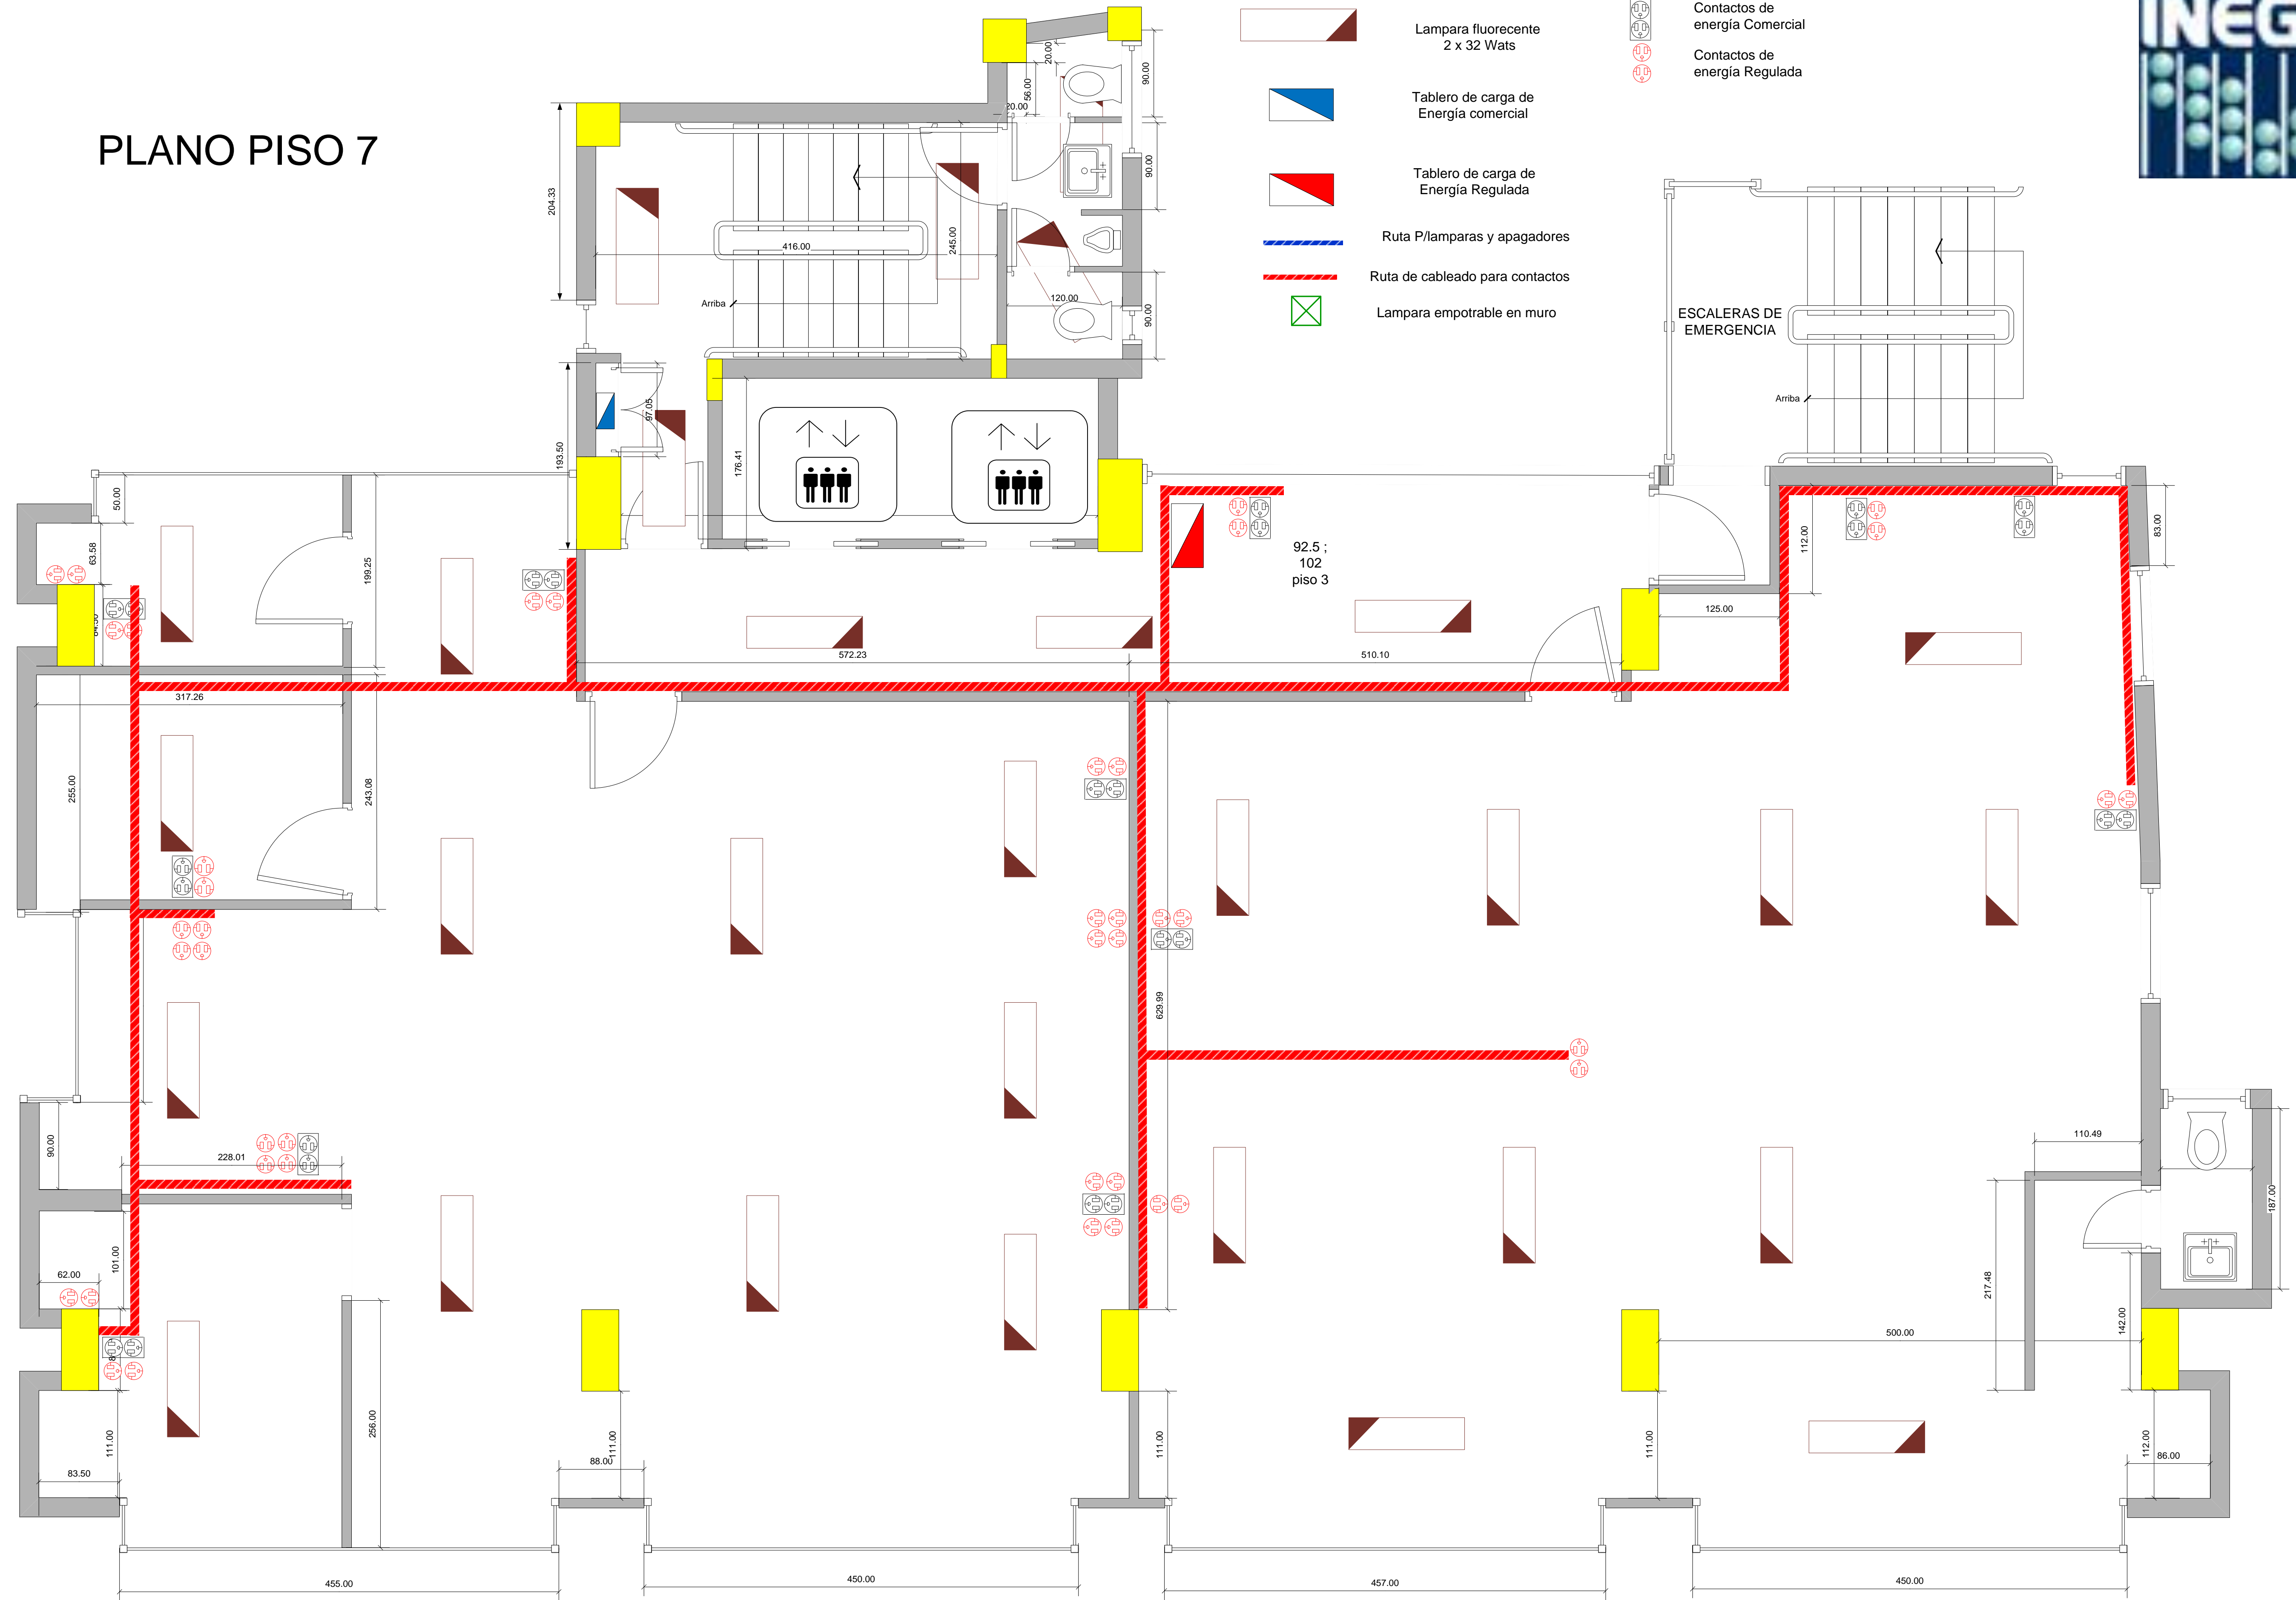 PLANO PISO 7
Lampara fluorecente
2 x 32 Wats
Contactos de
energía Comercial
Contactos de
energía Regulada
Tablero de carga de
Energía comercial
Tablero de carga de
Energía Regulada
Ruta P/lamparas y apagadores
Ruta de cableado para contactos
Lampara empotrable en muro
INEG
20.00
90.00
56.00
20.00
204.33
90.00
416.00
245.00
Arriba
120.00
90.00
ESCALERAS DE
EMERGENCIA
Arriba
97.05
193.50
176.41
50.00
63.58
199.25
92.5 ;
102
piso 3
112.00
83.00
125.00
572.23
510.10
317.26
255.00
243.08
629.99
90.00
228.01
110.49
187.00
101.00
62.00
217.48
142.00
500.00
256.00
111.00
83.50
88.00
111.00
111.00
111.00
112.00
86.00
455.00
450.00
457.00
450.00